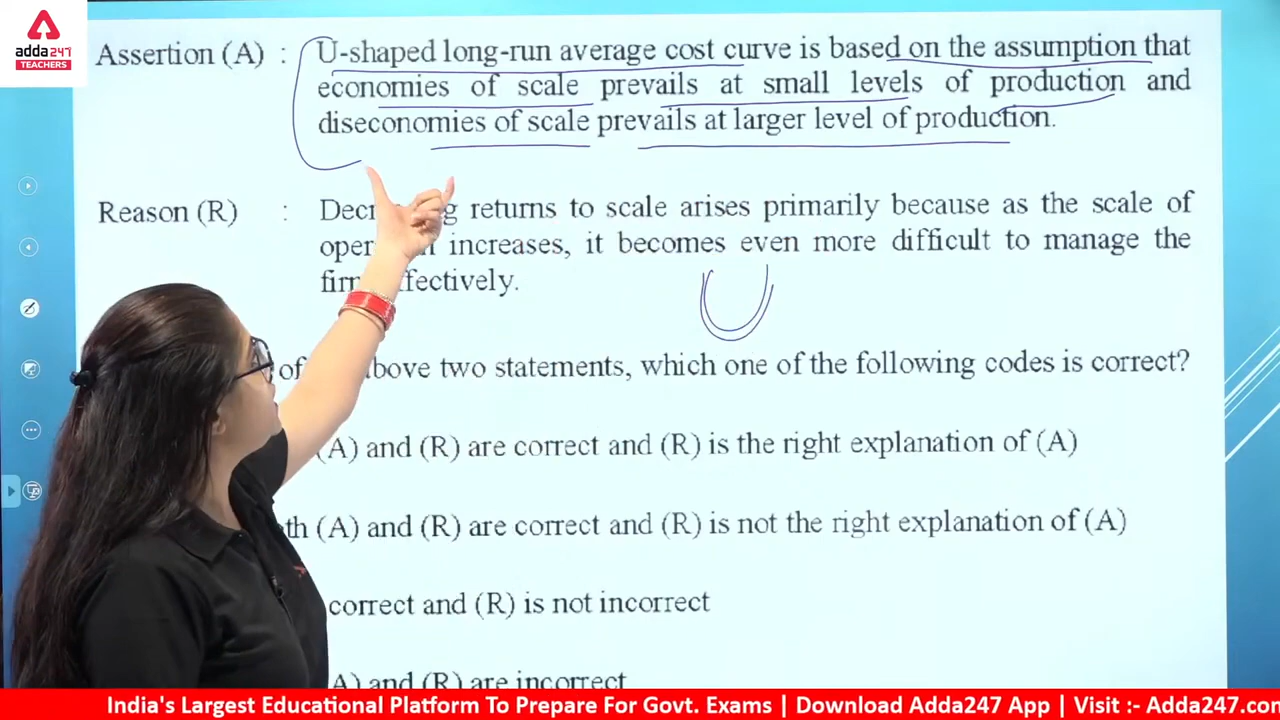 adda247
TEACHERS
Assertion (A) : U-shaped long-run average cost curve is based on the assumption that
economies of scale prevails at small levels of production and
diseconomies of scale prevails at larger level of production.
Reason (R) : returns to scale arises primarily because as the scale of
increases, it becomes even more difficult to manage the
of two statements, which one of the following codes is correct?
(A) and (R) are correct and (R) is the right explanation of (A)
(A) and (R) are correct and (R) is not the right explanation of (A)
correct and (R) is not incorrect
(A) and (R) are incorrect
India's Largest Educational Platform To Prepare For Govt. Exams | Download Adda247 App | Visit :- Adda247.com